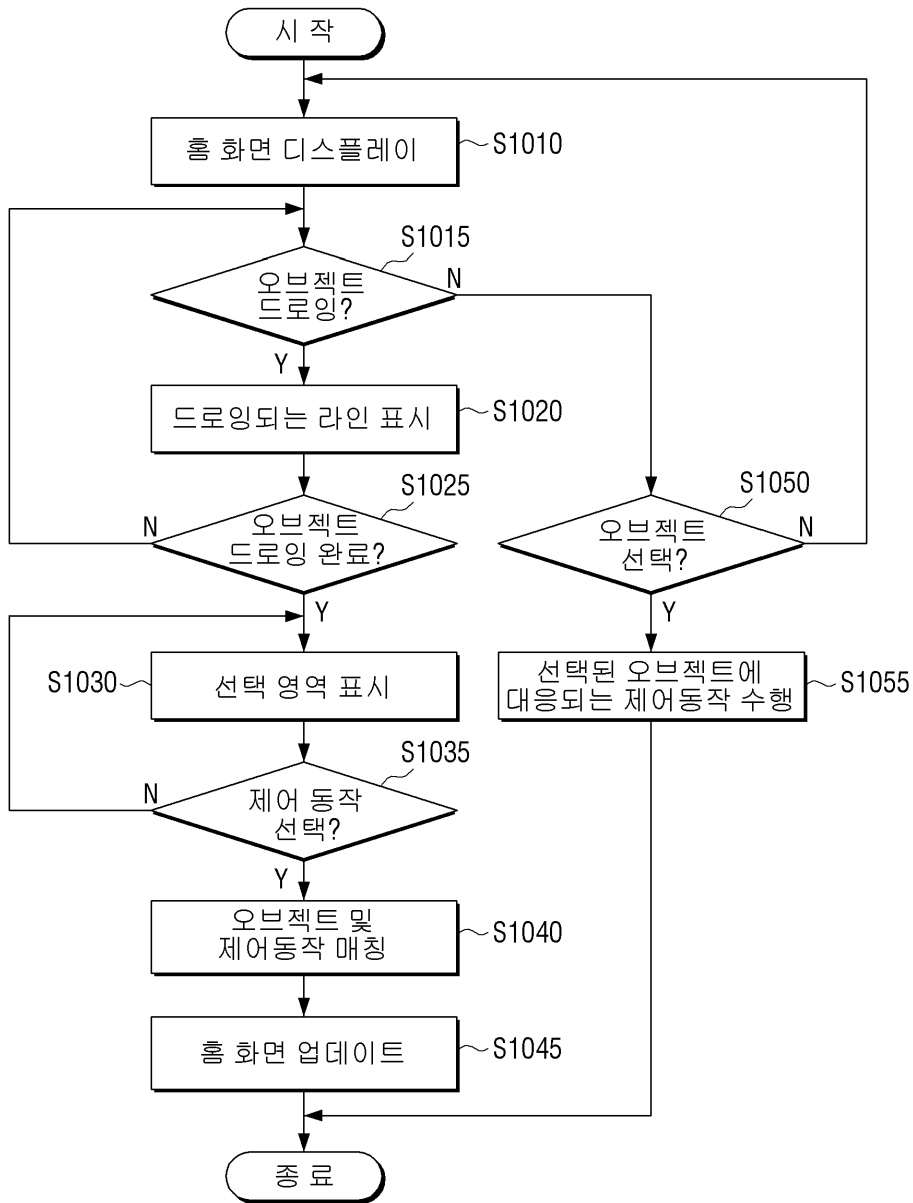 시 작
홈 화면 디스플레이
S1010
S1015
오브젝트
드로잉?
N
Y
드로잉되는 라인 표시
S1020
S1025
오브젝트
드로잉 완료?
N
Y
S1050
오브젝트
선택?
N
Y
S1030
선택 영역 표시
선택된 오브젝트에
대응되는 제어동작 수행
S1055
S1035
제어 동작
선택?
N
Y
오브젝트 및
제어동작 매칭
S1040
홈 화면 업데이트
S1045
종 료